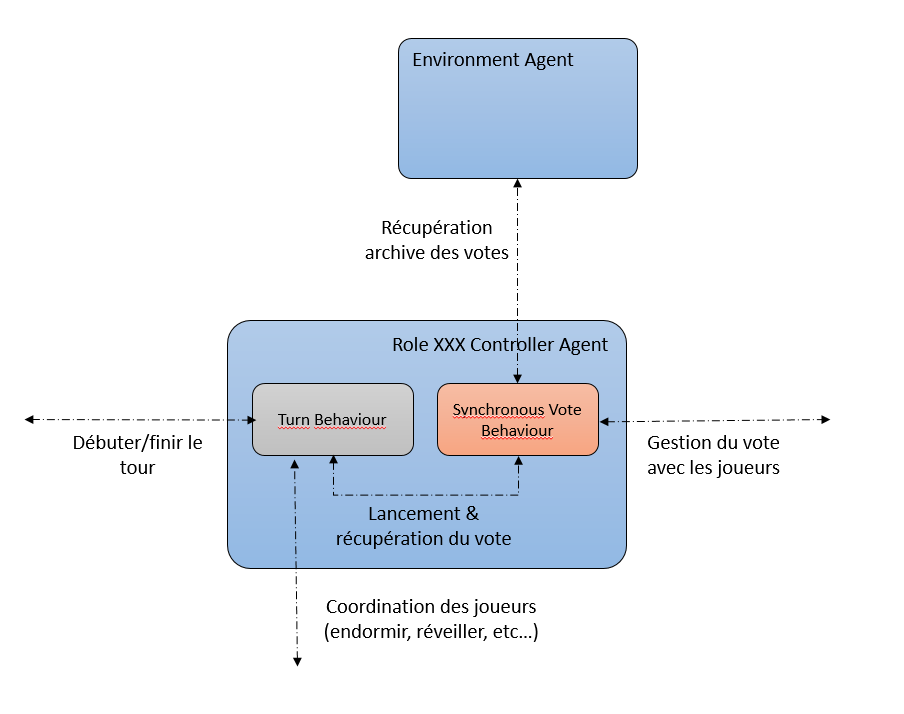 Environment Agent
Récupération
archive des votes
Role XXX Controller Agent
Turn Behaviour
Synchronous Vote
Behaviour
Débuter/finir le
tour
Gestion du vote
avec les joueurs
Lancement &
récupération du vote
Coordination des joueurs
(endormir, réveiller, etc…)